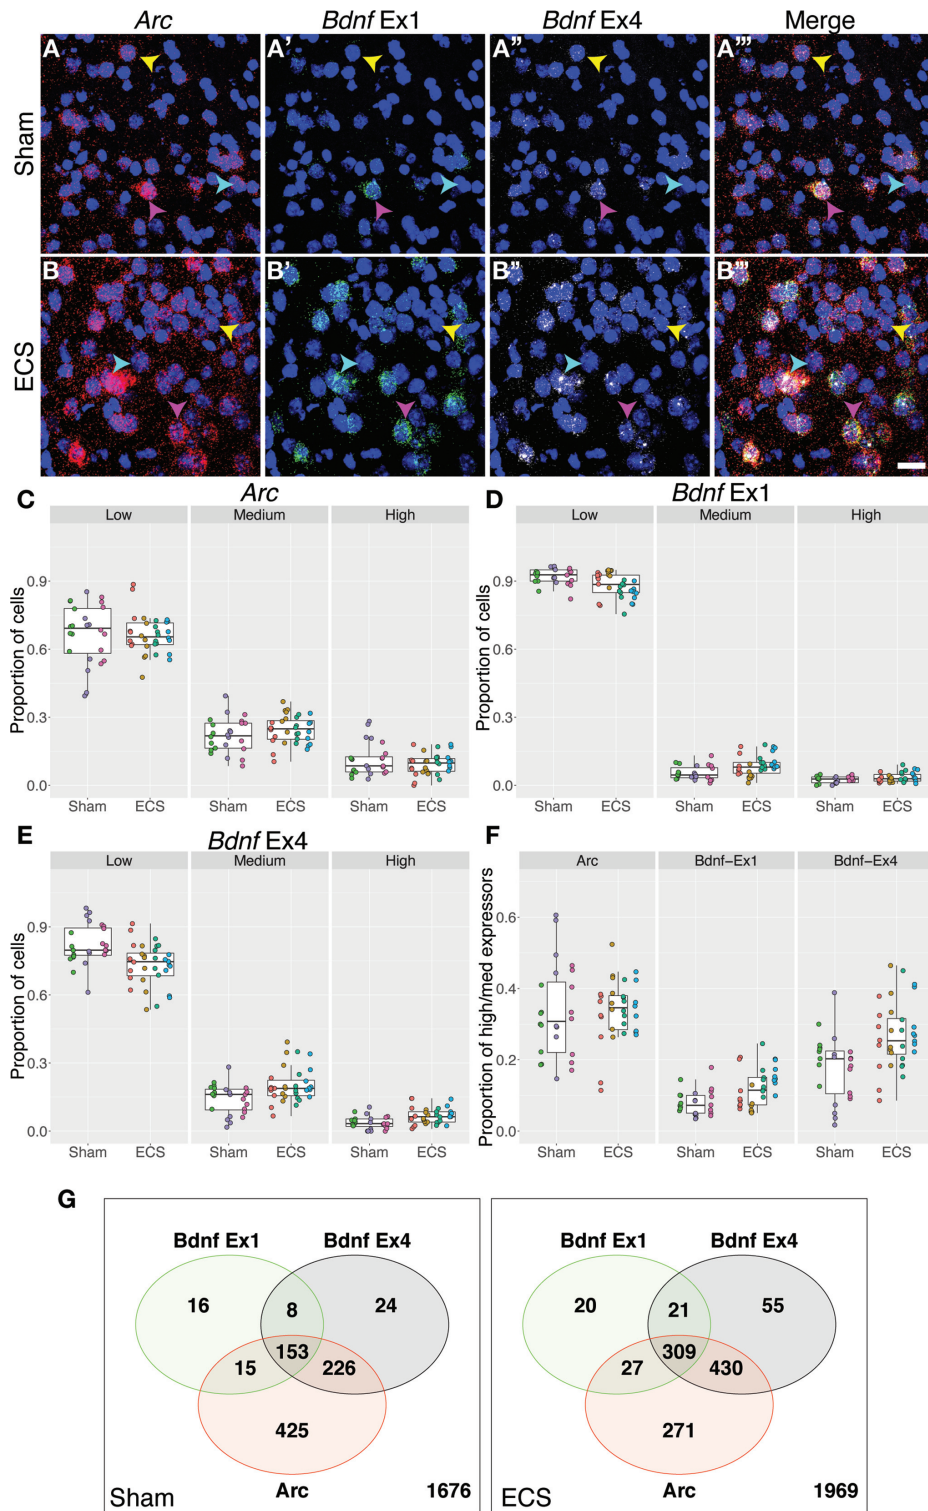 Arc Bdnf Ex1 Bdnf Ex4 Merge
Sham
A A' A'' A'''
ECS
B B' B'' B'''
C Arc
Low Medium High
Proportion of cells
0.9
0.6
0.3
0.0
Sham ECS Sham ECS Sham ECS
D Bdnf Ex1
Low Medium High
Proportion of cells
0.9
0.6
0.3
0.0
Sham ECS Sham ECS Sham ECS
E Bdnf Ex4
Low Medium High
Proportion of cells
0.9
0.6
0.3
0.0
Sham ECS Sham ECS Sham ECS
F
Arc Bdnf−Ex1 Bdnf−Ex4
Proportion of high/med expressors
0.6
0.4
0.2
0.0
Sham ECS Sham ECS Sham ECS
G
Bdnf Ex1 Bdnf Ex4
16 8 24
153
15 226
425
Sham Arc 1676
Bdnf Ex1 Bdnf Ex4
20 21 55
309
27 430
271
ECS Arc 1969